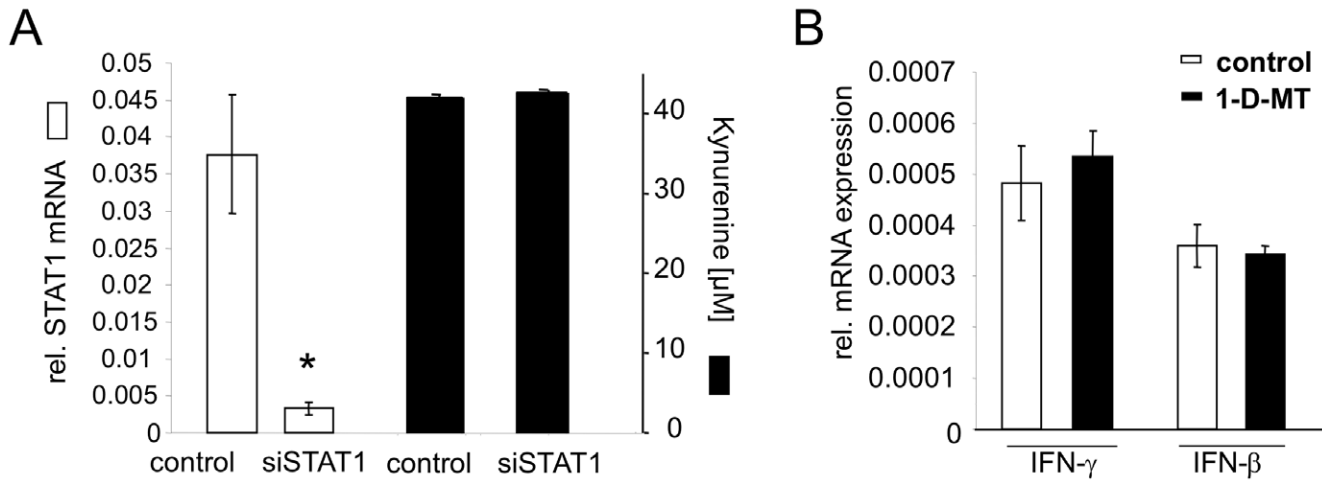 A
rel. STAT1 mRNA
0.05
0.045
0.04
0.035
0.03
0.025
0.02
0.015
0.01
0.005
0
*
control
siSTAT1
control
siSTAT1
40
30
20
10
0
Kynurenine [µM]
B
control
1-D-MT
rel. mRNA expression
0.0007
0.0006
0.0005
0.0004
0.0003
0.0002
0.0001
0
IFN-γ
IFN-β